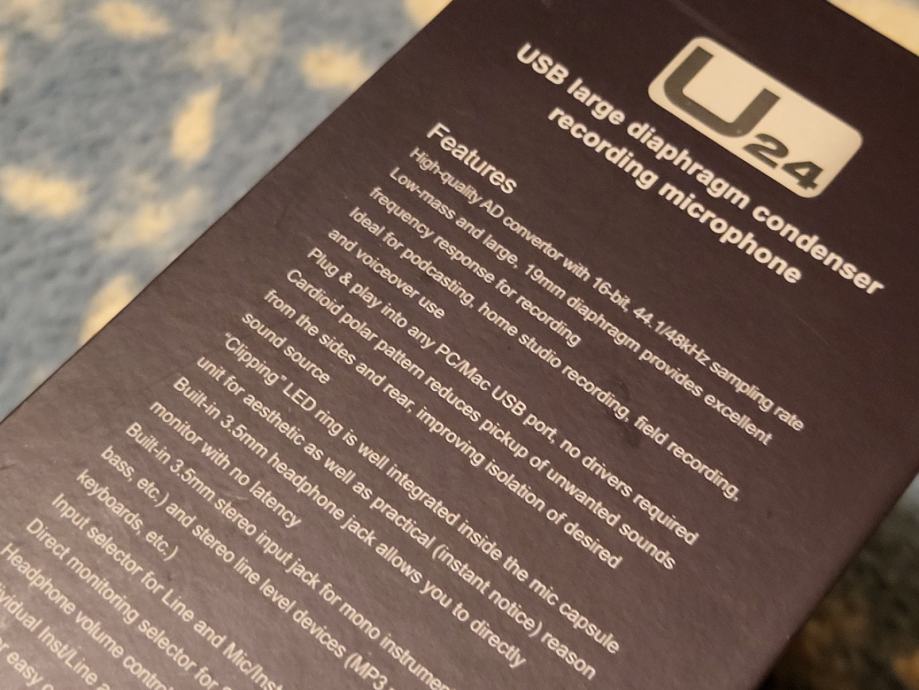 U24
USB large diaphragm condenser
recording microphone
Features
High-quality AD convertor with 16-bit, 44.1/48kHz sampling rate
Low-mass and large, 19mm diaphragm provides excellent
frequency response for recording
Ideal for podcasting, home studio recording, field recording,
and voiceover use
Plug & play into any PC/Mac USB port, no drivers required
Cardioid polar pattern reduces pickup of unwanted sounds
from the sides and rear, improving isolation of desired
sound source
"Clipping" LED ring is well integrated inside the mic capsule
unit for aesthetic as well as practical (instant notice) reason
Built-in 3.5mm headphone jack allows you to directly
monitor with no latency
Built-in 3.5mm stereo input jack for mono instrument
bass, etc.) and stereo line level devices (MP3
keyboards, etc.)
Input selector for Line and Mic/Inst
Direct monitoring selector for
Headphone volume contr
Inst/Line
easy